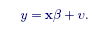 y = xβ + υ.